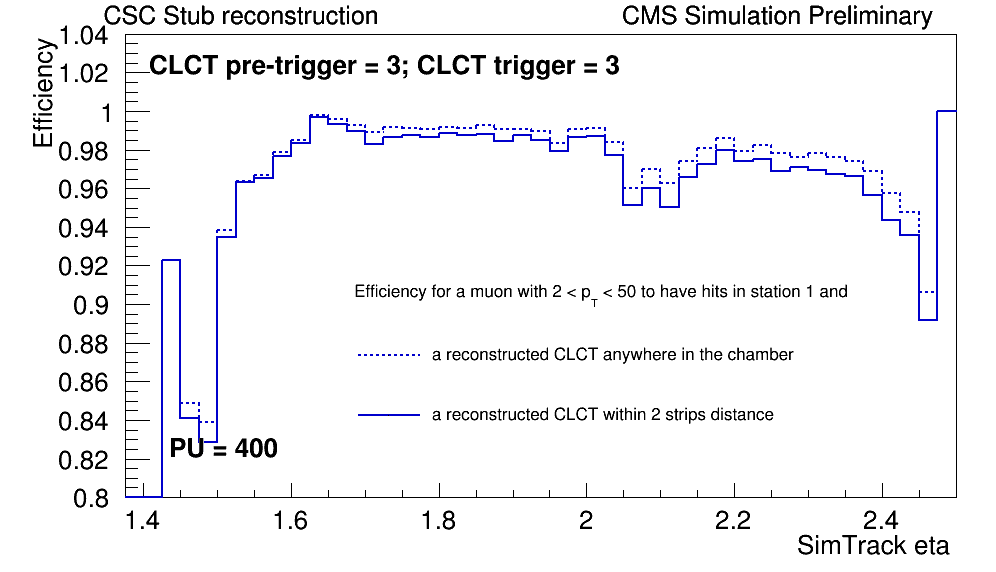 CSC Stub reconstruction CMS Simulation Preliminary
Efficiency
1.04
1.02
1
0.98
0.96
0.94
0.92
0.9
0.88
0.86
0.84
0.82
0.8
CLCT pre-trigger = 3; CLCT trigger = 3
Efficiency for a muon with 2 < p_T < 50 to have hits in station 1 and
a reconstructed CLCT anywhere in the chamber
a reconstructed CLCT within 2 strips distance
PU = 400
1.4 1.6 1.8 2 2.2 2.4
SimTrack eta